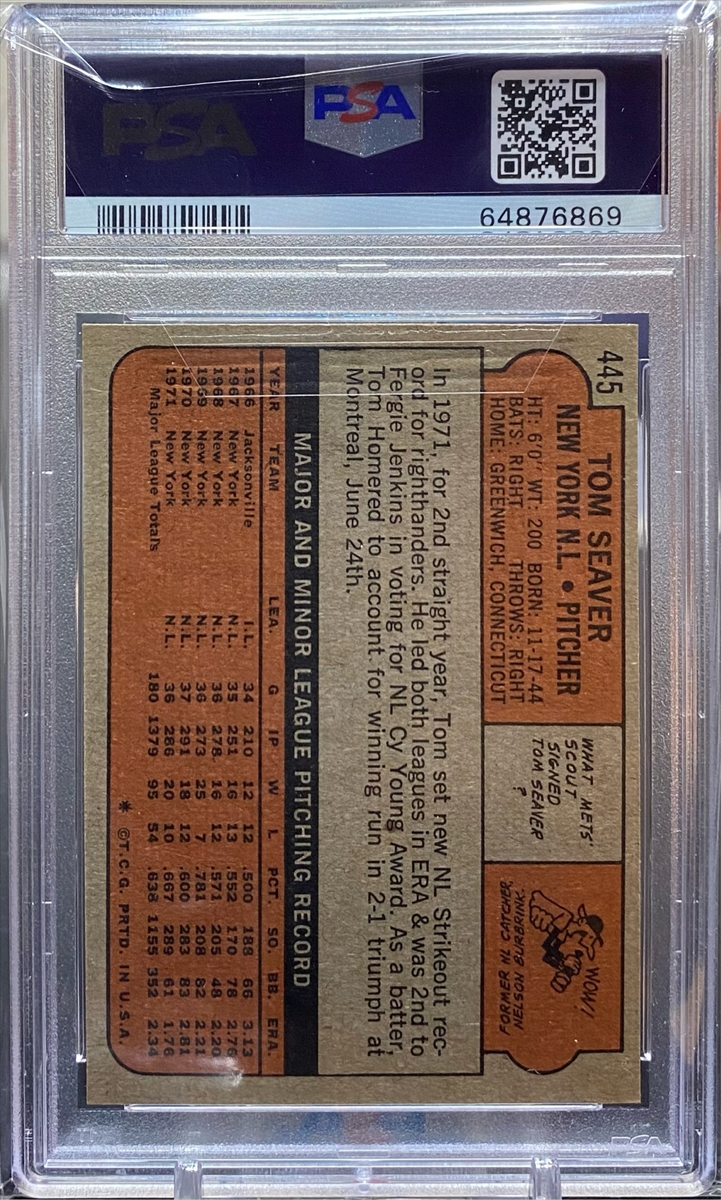 PSA
PSA
64876869
445
TOM SEAVER
NEW YORK N.L. • PITCHER
HT: 6'0" WT: 200 BORN: 11-17-44
BATS: RIGHT THROWS: RIGHT
HOME: GREENWICH, CONNECTICUT
WHAT METS'
SCOUT
SIGNED
TOM SEAVER
?
WOW!
FORMER N.L. CATCHER,
NELSON BURBRINK.
In 1971, for 2nd straight year, Tom set new NL Strikeout rec-
ord for righthanders. He led both leagues in ERA & was 2nd to
Fergie Jenkins in voting for NL Cy Young Award. As a batter,
Tom Homered to account for winning run in 2-1 triumph at
Montreal, June 24th.
MAJOR AND MINOR LEAGUE PITCHING RECORD
YEAR TEAM LEA. G IP W L PCT. SO. BB. ERA.
1966 Jacksonville I.L. 34 210 12 12 .500 188 66 3.13
1967 New York N.L. 35 251 16 13 .552 170 78 2.76
1968 New York N.L. 36 278 16 12 .571 205 48 2.20
1969 New York N.L. 36 273 25 7 .781 208 82 2.21
1970 New York N.L. 37 291 18 12 .600 283 83 2.81
1971 New York N.L. 36 286 20 10 .667 289 61 1.76
Major League Totals 180 1379 95 54 .638 1155 352 2.34
* ©T.C.G. PRTD. IN U.S.A.
PSA